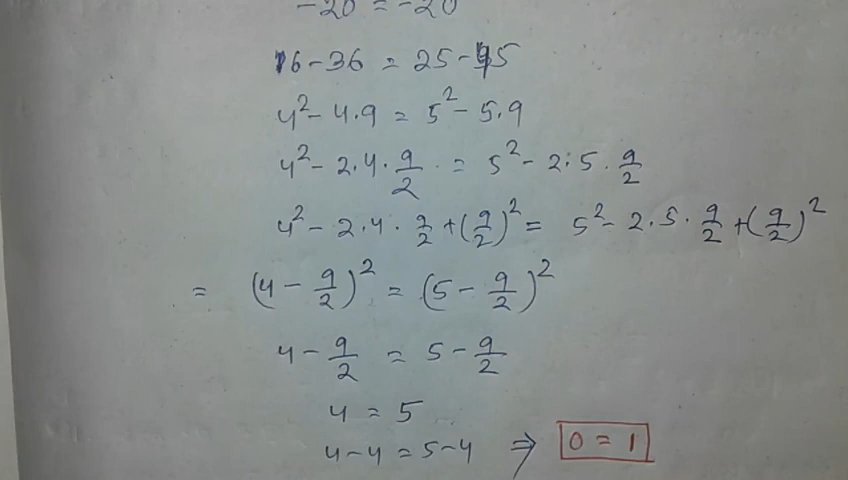 -20 = -20
16-36 = 25-45
4² - 4.9 = 5² - 5.9
4² - 2.4. 9/2 = 5² - 2.5. 9/2
4² - 2.4. 9/2 + (9/2)² = 5² - 2.5. 9/2 + (9/2)²
= (4 - 9/2)² = (5 - 9/2)²
4 - 9/2 = 5 - 9/2
4 = 5
4-4 = 5-4 ⇒ 0 = 1